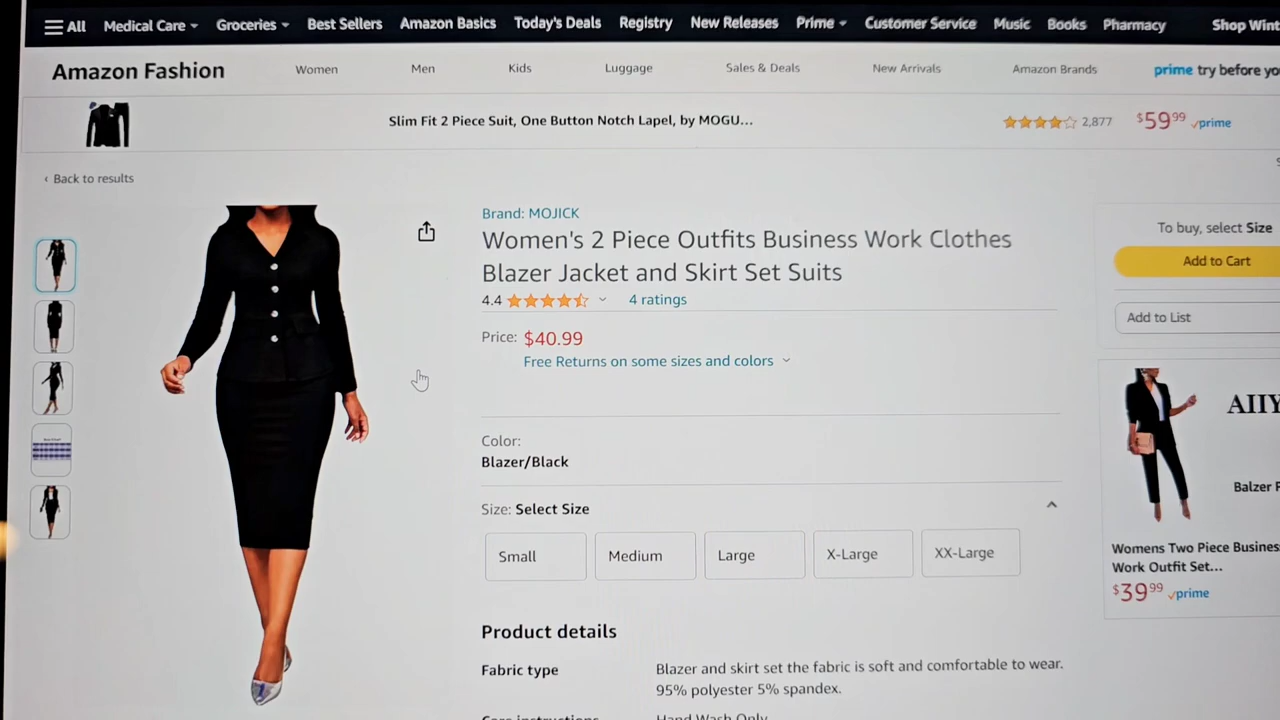 All Medical Care Groceries Best Sellers Amazon Basics Today's Deals Registry New Releases Prime Customer Service Music Books Pharmacy Shop Wint
Amazon Fashion Women Men Kids Luggage Sales & Deals New Arrivals Amazon Brands prime try before yo
Slim Fit 2 Piece Suit, One Button Notch Lapel, by MOGU... 2,877 $59.99 prime
‹ Back to results
Brand: MOJICK
Women's 2 Piece Outfits Business Work Clothes
Blazer Jacket and Skirt Set Suits
4.4 4 ratings
Price: $40.99
Free Returns on some sizes and colors
Color:
Blazer/Black
Size: Select Size
Small Medium Large X-Large XX-Large
Product details
Fabric type Blazer and skirt set the fabric is soft and comfortable to wear.
95% polyester 5% spandex.
Hand Wash Only
To buy, select Size
Add to Cart
Add to List
AIIY
Balzer P
Womens Two Piece Busines
Work Outfit Set...
$39.99 prime